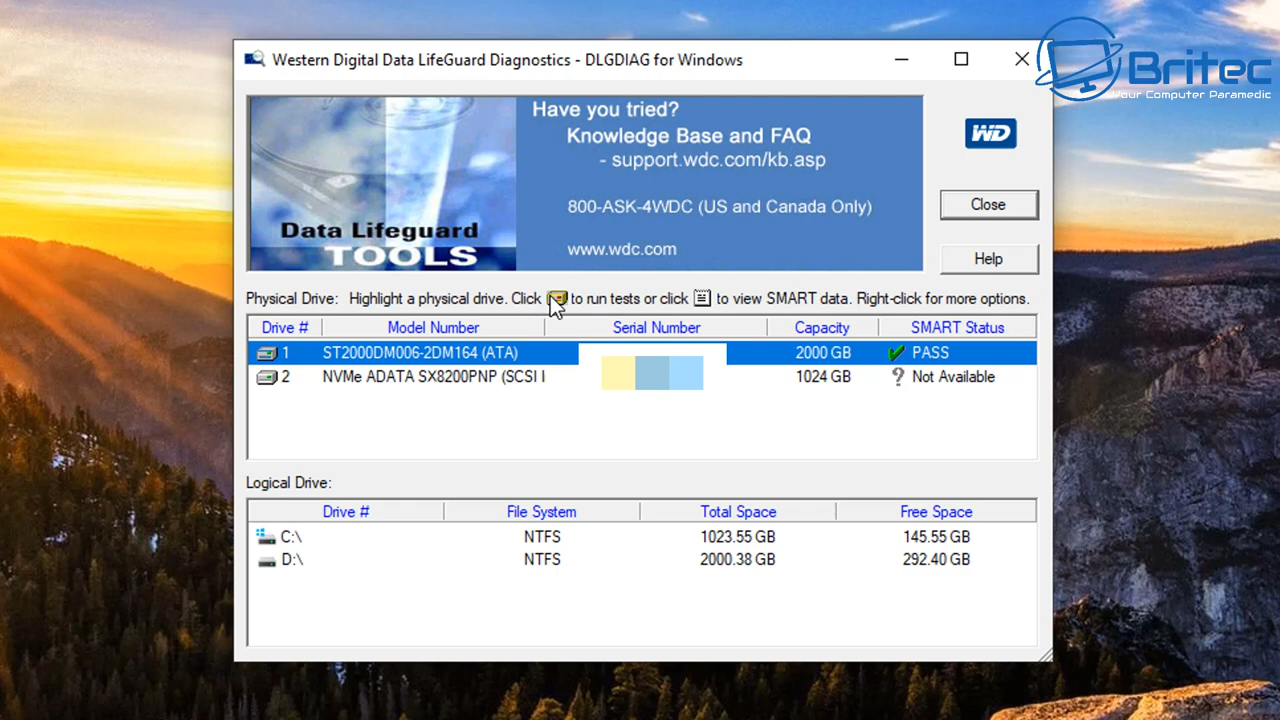 Western Digital Data LifeGuard Diagnostics - DLGDIAG for Windows
Britec
Your Computer Paramedic
Have you tried?
Knowledge Base and FAQ
- support.wdc.com/kb.asp
800-ASK-4WDC (US and Canada Only)
www.wdc.com
Data Lifeguard
TOOLS
WD
Close
Help
Physical Drive: Highlight a physical drive. Click to run tests or click to view SMART data. Right-click for more options.
Drive # Model Number Serial Number Capacity SMART Status
1 ST2000DM006-2DM164 (ATA) 2000 GB PASS
2 NVMe ADATA SX8200PNP (SCSI I 1024 GB ? Not Available
Logical Drive:
Drive # File System Total Space Free Space
C:\ NTFS 1023.55 GB 145.55 GB
D:\ NTFS 2000.38 GB 292.40 GB